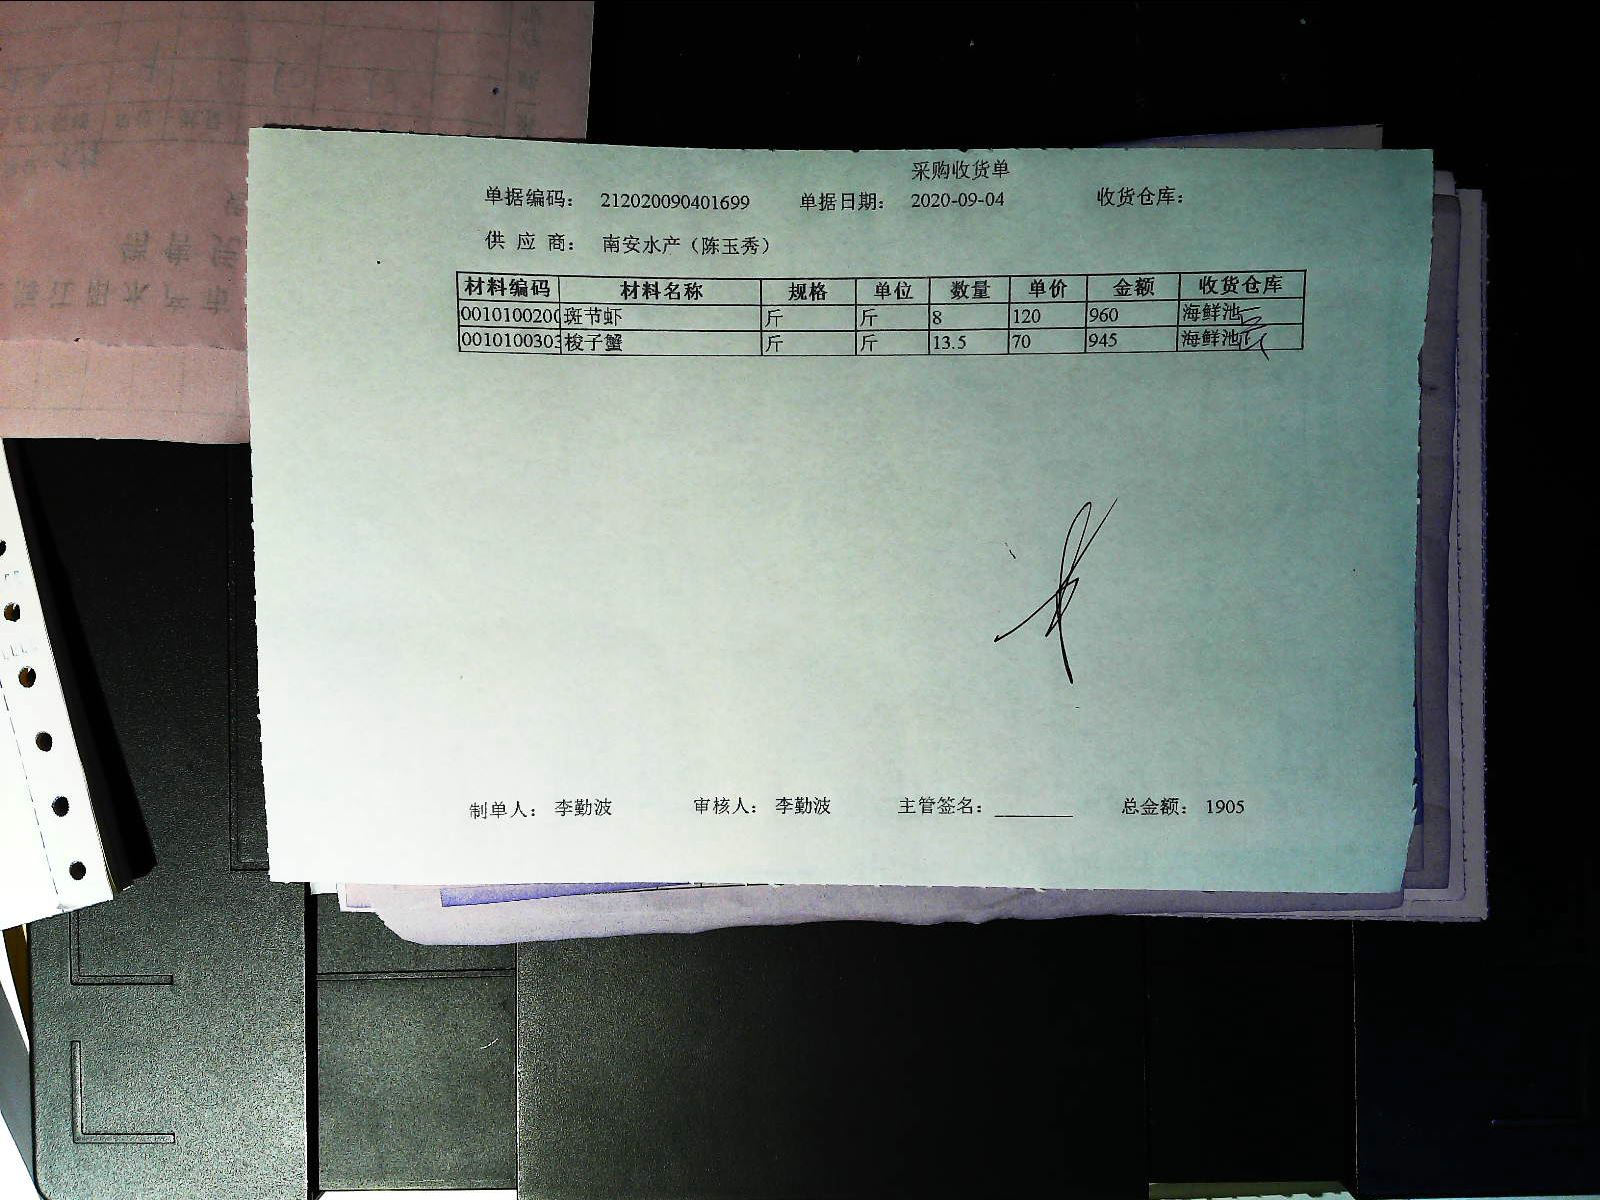 采购收货单
单据编码： 212020090401699 单据日期： 2020-09-04 收货仓库：
供 应 商： 南安水产（陈玉秀）
材料编码 材料名称 规格 单位 数量 单价 金额 收货仓库
0010100200 斑节虾 斤 斤 8 120 960 海鲜池
0010100303 梭子蟹 斤 斤 13.5 70 945 海鲜池
制单人： 李勤波 审核人： 李勤波 主管签名： 总金额： 1905